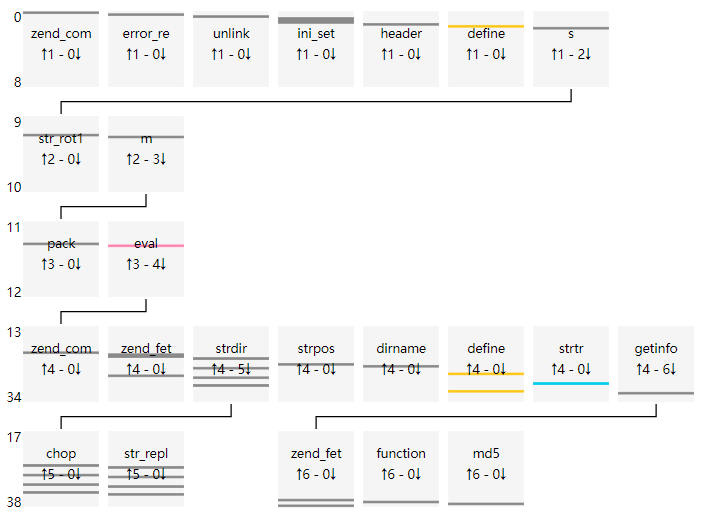 0
zend_com error_re unlink ini_set header define s
↑1 - 0↓ ↑1 - 0↓ ↑1 - 0↓ ↑1 - 0↓ ↑1 - 0↓ ↑1 - 0↓ ↑1 - 2↓
8
9
str_rot1 m
↑2 - 0↓ ↑2 - 3↓
10
11
pack eval
↑3 - 0↓ ↑3 - 4↓
12
13
zend_com zend_fet strdir strpos dirname define strtr getinfo
↑4 - 0↓ ↑4 - 0↓ ↑4 - 5↓ ↑4 - 0↓ ↑4 - 0↓ ↑4 - 0↓ ↑4 - 0↓ ↑4 - 6↓
34
17
chop str_repl zend_fet function md5
↑5 - 0↓ ↑5 - 0↓ ↑6 - 0↓ ↑6 - 0↓ ↑6 - 0↓
38